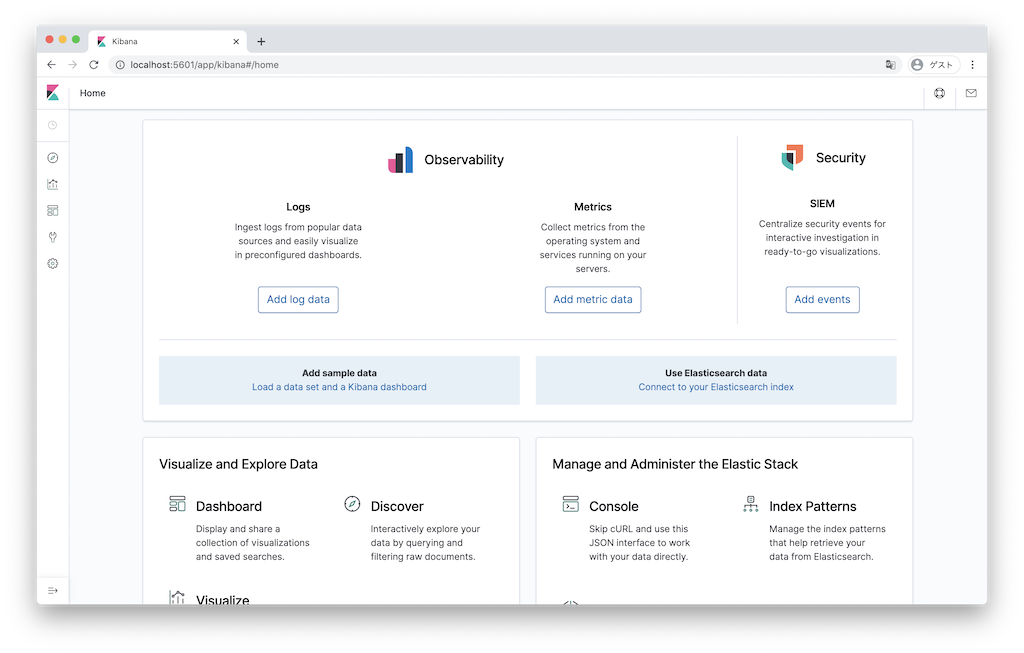 Kibana
localhost:5601/app/kibana#/home
ゲスト
Home
Observability
Logs
Ingest logs from popular data
sources and easily visualize
in preconfigured dashboards.
Add log data
Metrics
Collect metrics from the
operating system and
services running on your
servers.
Add metric data
Security
SIEM
Centralize security events for
interactive investigation in
ready-to-go visualizations.
Add events
Add sample data
Load a data set and a Kibana dashboard
Use Elasticsearch data
Connect to your Elasticsearch index
Visualize and Explore Data
Dashboard
Display and share a
collection of visualizations
and saved searches.
Discover
Interactively explore your
data by querying and
filtering raw documents.
Visualize
Manage and Administer the Elastic Stack
Console
Skip cURL and use this
JSON interface to work
with your data directly.
Index Patterns
Manage the index patterns
that help retrieve your
data from Elasticsearch.